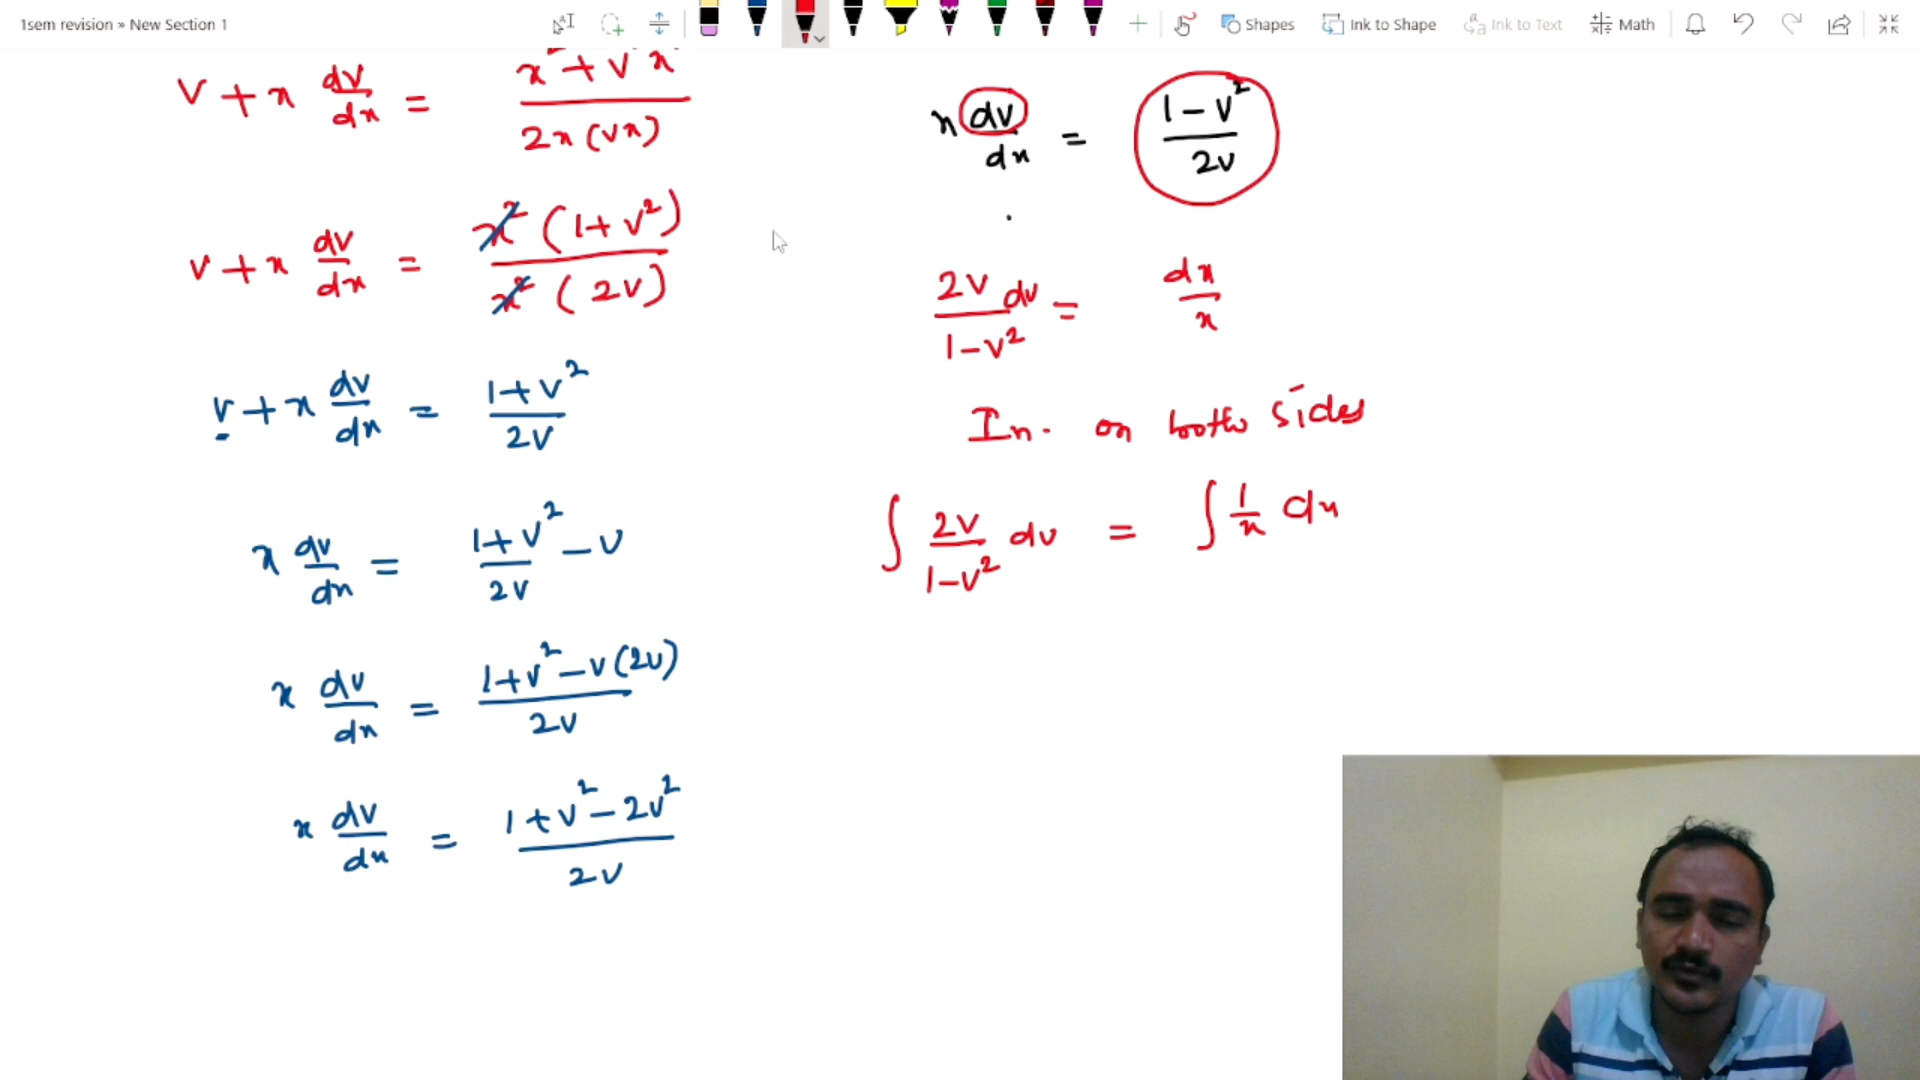 1sem revision » New Section 1
Shapes
Ink to Shape
Ink to Text
Math
v + x dv/dx = x² + v²x²/2x(vx)
v + x dv/dx = x²(1+v²)/x²(2v)
v + x dv/dx = 1+v²/2v
x dv/dx = 1+v²/2v - v
x dv/dx = 1+v²-v(2v)/2v
x dv/dx = 1+v²-2v²/2v
x dv/dx = 1-v²/2v
2v/1-v² dv = dx/x
In. on both sides
∫ 2v/1-v² dv = ∫ 1/x dx